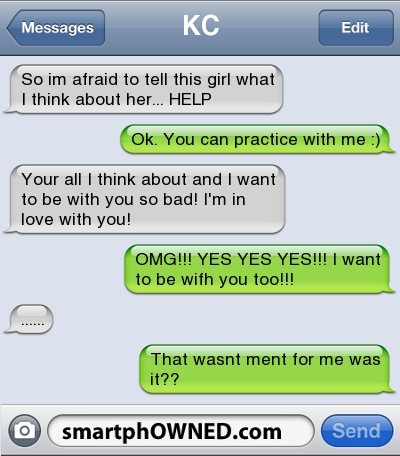 Messages
KC
Edit
So im afraid to tell this girl what
I think about her... HELP
Ok. You can practice with me :)
Your all I think about and I want
to be with you so bad! I'm in
love with you!
OMG!!! YES YES YES!!! I want
to be wifh you too!!!
......
That wasnt ment for me was
it??
smartphOWNED.com
Send